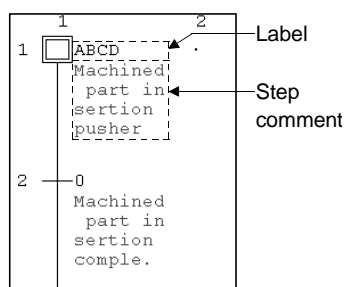 1 2
1 ABCD . Label
Machined
part in
sertion
pusher
Step
comment
2 0
Machined
part in
sertion
comple.